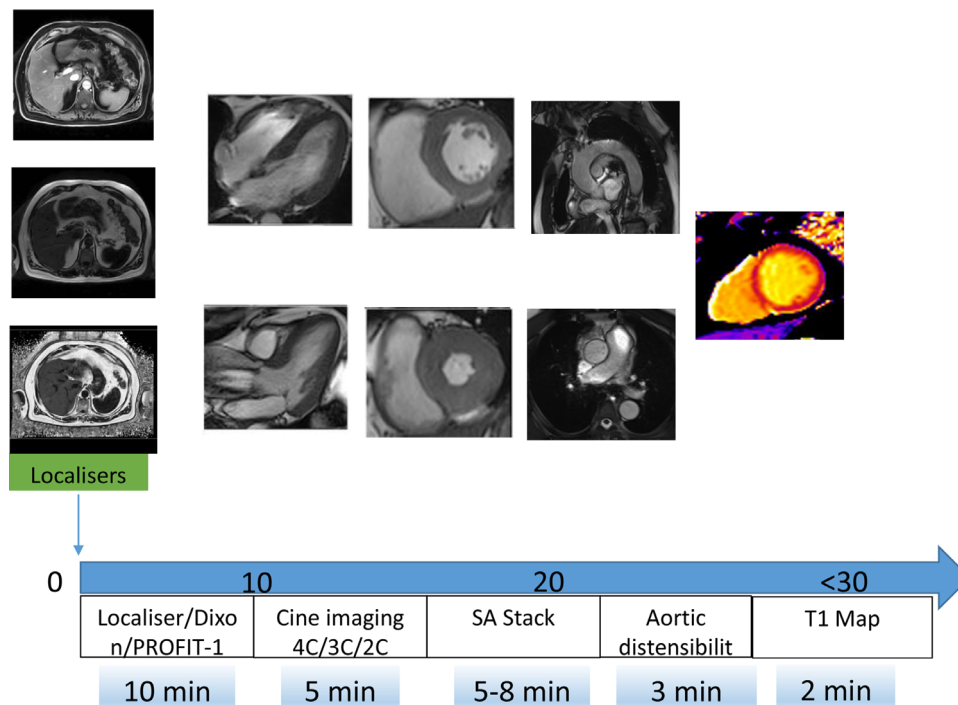 Localisers
0
10
20
<30
Localiser/Dixo
n/PROFIT-1
Cine imaging
4C/3C/2C
SA Stack
Aortic
distensibilit
T1 Map
10 min
5 min
5-8 min
3 min
2 min